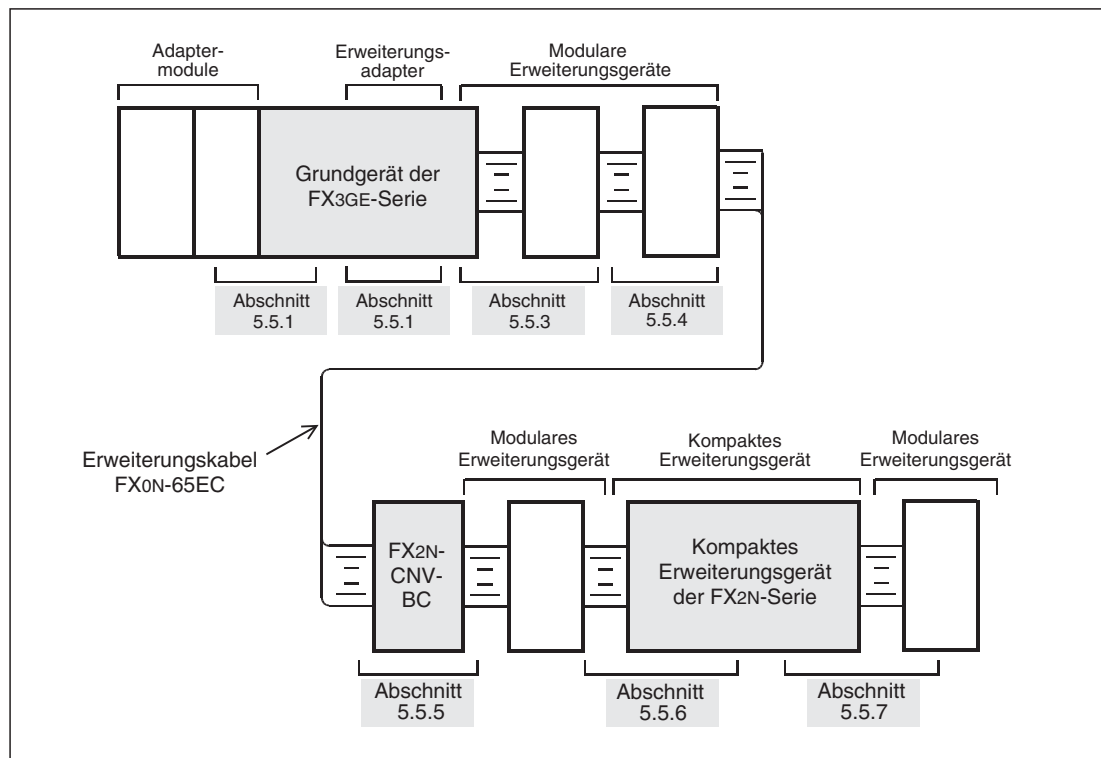 Adapter-
module
Erweiterungs-
adapter
Modulare
Erweiterungsgeräte
Grundgerät der
FX3GE-Serie
Abschnitt
5.5.1
Abschnitt
5.5.1
Abschnitt
5.5.3
Abschnitt
5.5.4
Erweiterungskabel
FX0N-65EC
Modulares
Erweiterungsgerät
Kompaktes
Erweiterungsgerät
Modulares
Erweiterungsgerät
FX2N-
CNV-
BC
Kompaktes
Erweiterungsgerät
der FX2N-Serie
Abschnitt
5.5.5
Abschnitt
5.5.6
Abschnitt
5.5.7